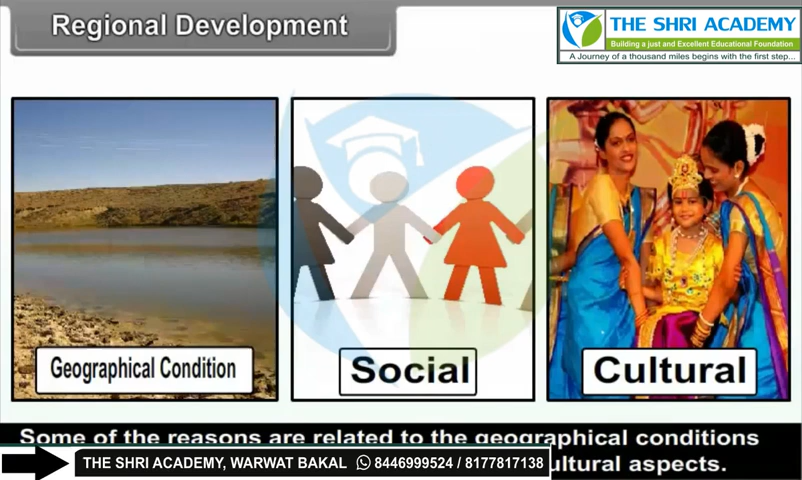 Regional Development
THE SHRI ACADEMY
Building a just and Excellent Educational Foundation
A Journey of a thousand miles begins with the first step...
Geographical Condition
Social
Cultural
Some of the reasons are related to the geographical conditions
ultural aspects.
THE SHRI ACADEMY, WARWAT BAKAL 8446999524 / 8177817138